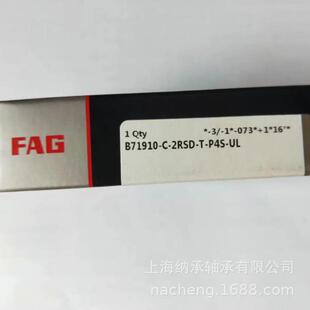 1 Qty *-3/-1*-073*+1*16"*
B71910-C-2RSD-T-P4S-UL
FAG
上海纳承轴承有限公司
nacheng.1688.com